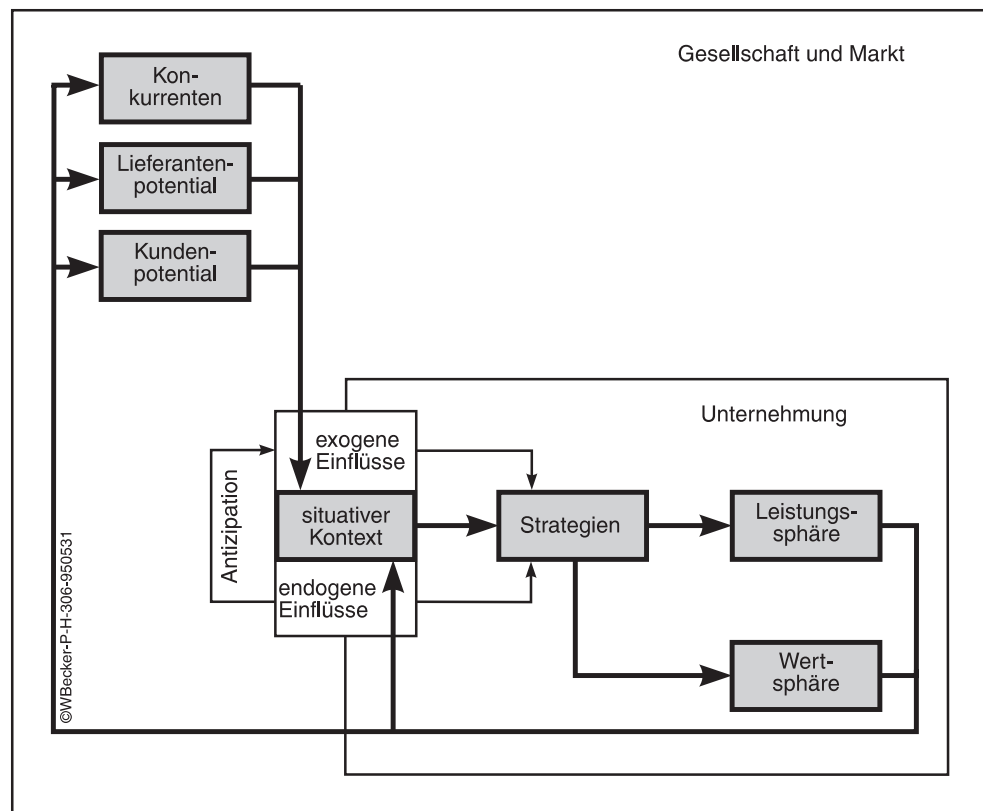 Gesellschaft und Markt
Kon-
kurrenten
Lieferanten-
potential
Kunden-
potential
Unternehmung
exogene
Einflüsse
Antizipation
situativer
Kontext
Strategien
Leistungs-
sphäre
endogene
Einflüsse
Wert-
sphäre
©WBecker-P-H-306-950531